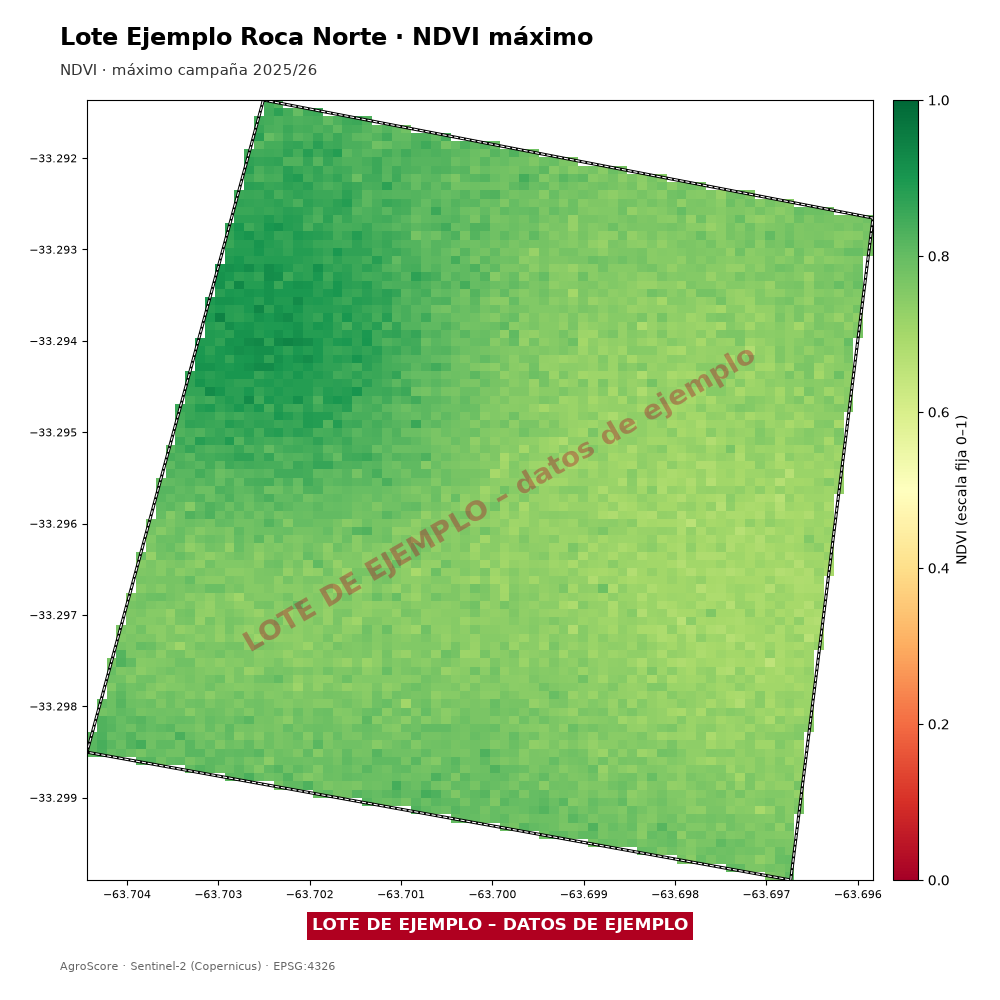 Lote Ejemplo Roca Norte · NDVI máximo
NDVI · máximo campaña 2025/26
−33.292
−33.293
−33.294
−33.295
−33.296
−33.297
−33.298
−33.299
LOTE DE EJEMPLO – datos de ejemplo
1.0
0.8
0.6
0.4
0.2
0.0
NDVI (escala fija 0–1)
−63.704 −63.703 −63.702 −63.701 −63.700 −63.699 −63.698 −63.697 −63.696
LOTE DE EJEMPLO – DATOS DE EJEMPLO
AgroScore · Sentinel-2 (Copernicus) · EPSG:4326